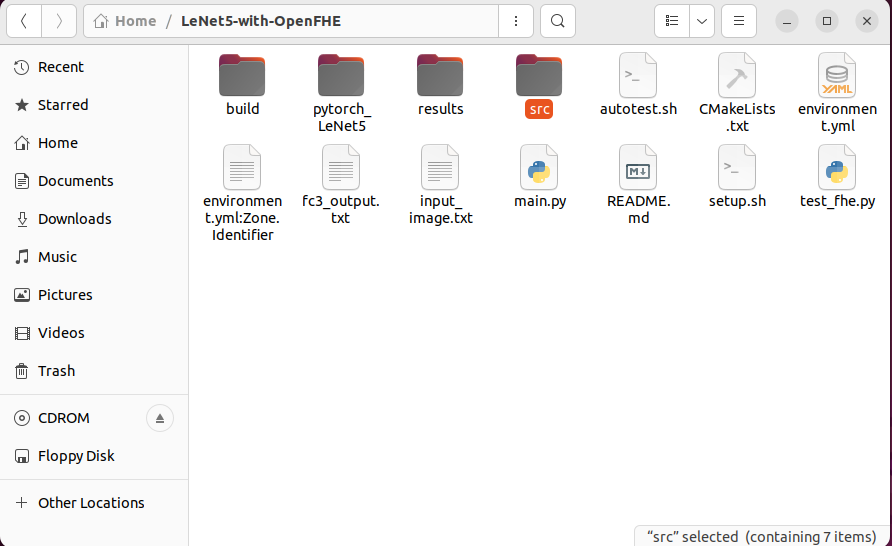 Home / LeNet5-with-OpenFHE
Recent
Starred
Home
Documents
Downloads
Music
Pictures
Videos
Trash
CDROM
Floppy Disk
Other Locations
build
pytorch_
LeNet5
results
src
autotest.sh
CMakeLists
.txt
environmen
t.yml
YAML
environmen
t.yml:Zone.
Identifier
fc3_output.
txt
input_
image.txt
main.py
README.
md
setup.sh
test_fhe.py
“src” selected (containing 7 items)